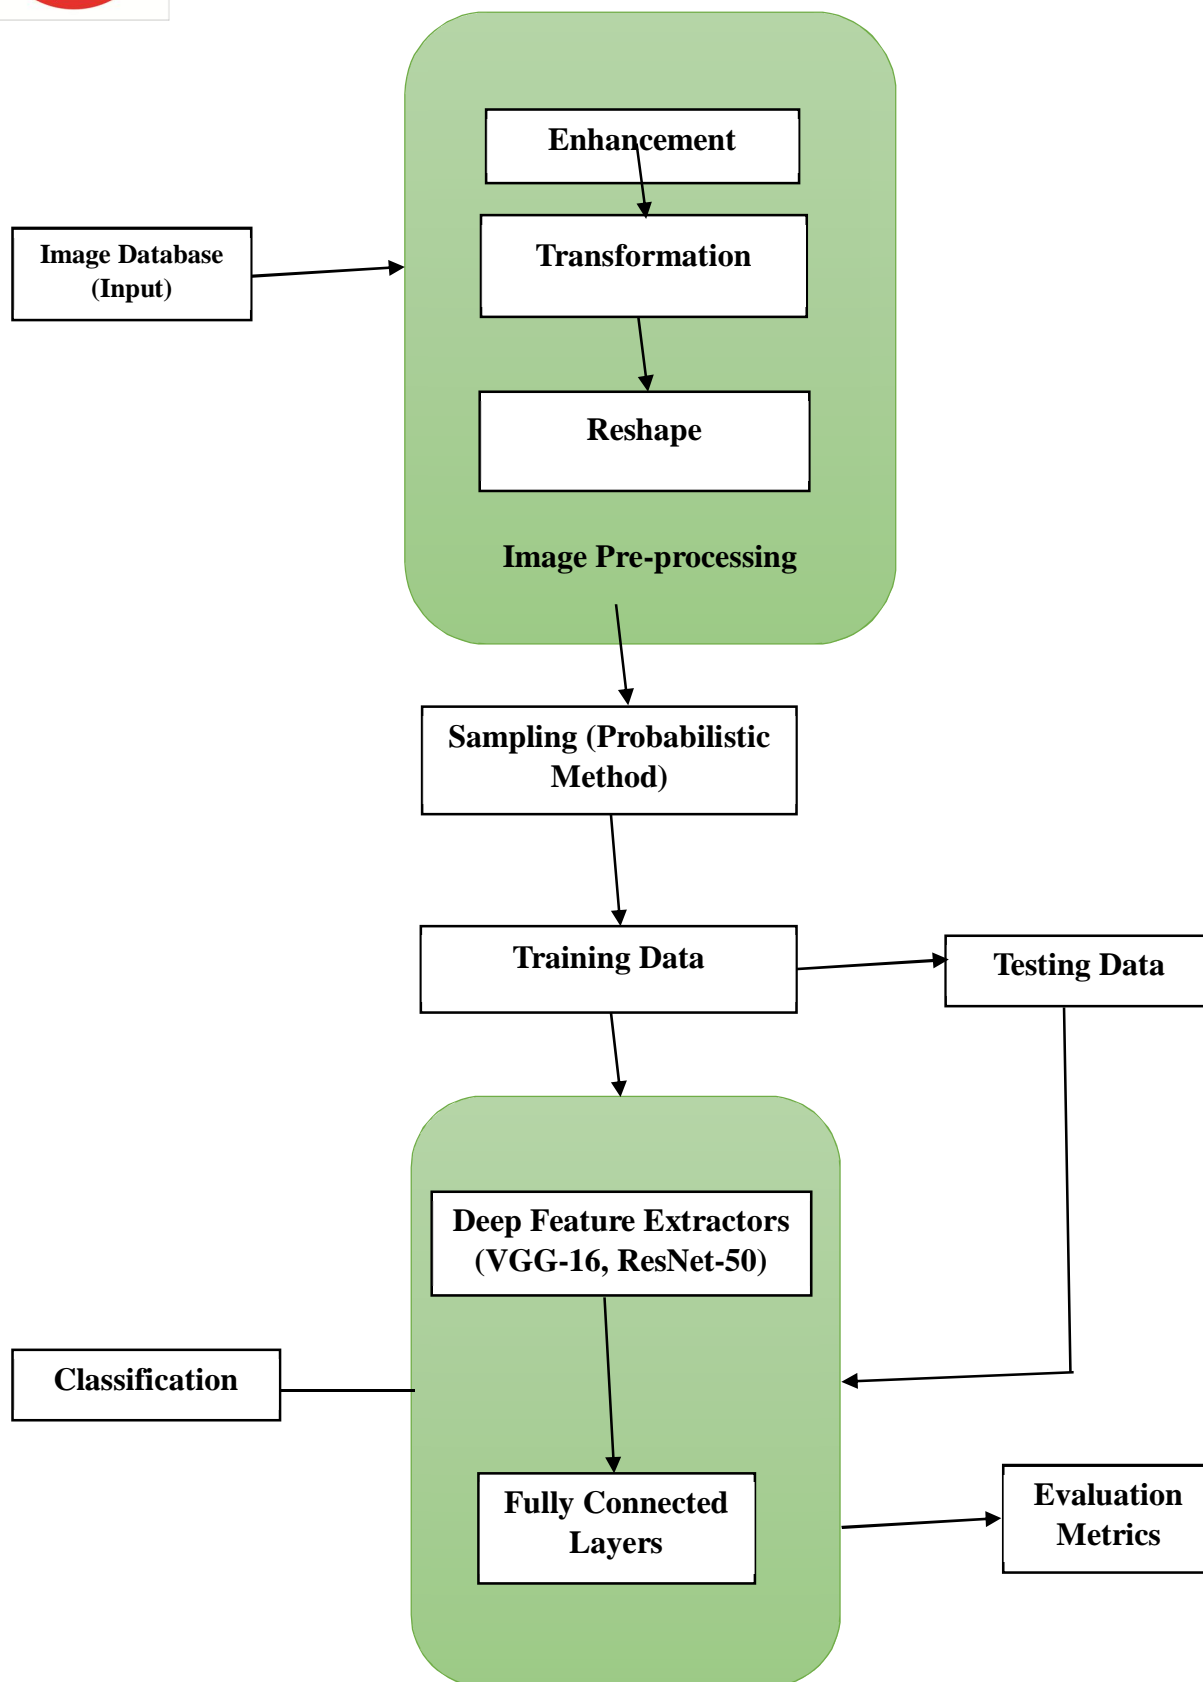 Enhancement
Image Database
(Input)
Transformation
Reshape
Image Pre-processing
Sampling (Probabilistic
Method)
Training Data
Testing Data
Deep Feature Extractors
(VGG-16, ResNet-50)
Classification
Fully Connected
Layers
Evaluation
Metrics